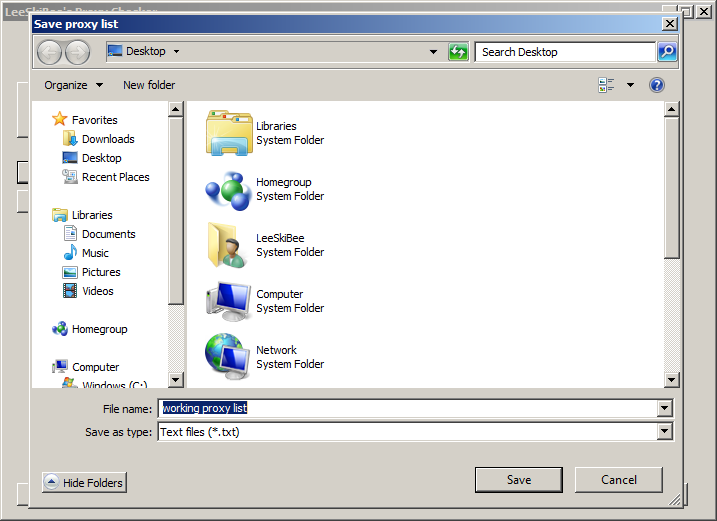 LeeSkiBee's Proxy Checker
Save proxy list
Desktop
Search Desktop
Organize
New folder
Favorites
Downloads
Desktop
Recent Places
Libraries
Documents
Music
Pictures
Videos
Homegroup
Computer
Windows (C:)
Libraries
System Folder
Homegroup
System Folder
LeeSkiBee
System Folder
Computer
System Folder
Network
System Folder
File name: working proxy list
Save as type: Text files (*.txt)
Hide Folders
Save
Cancel